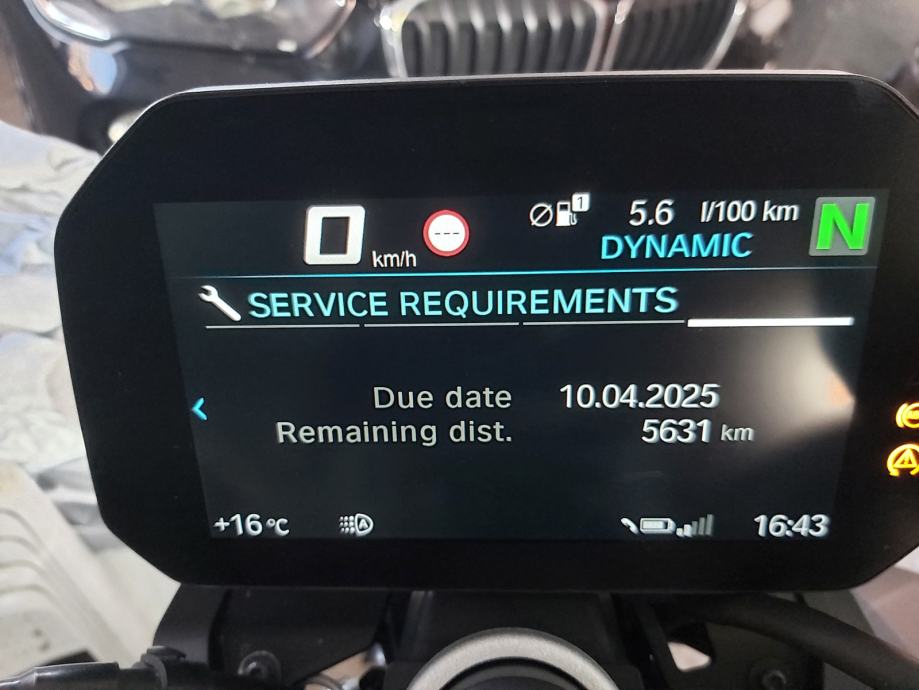 0 km/h --- 1 5.6 l/100 km N
DYNAMIC
SERVICE REQUIREMENTS
Due date 10.04.2025
Remaining dist. 5631 km
+16 °C A 16:43